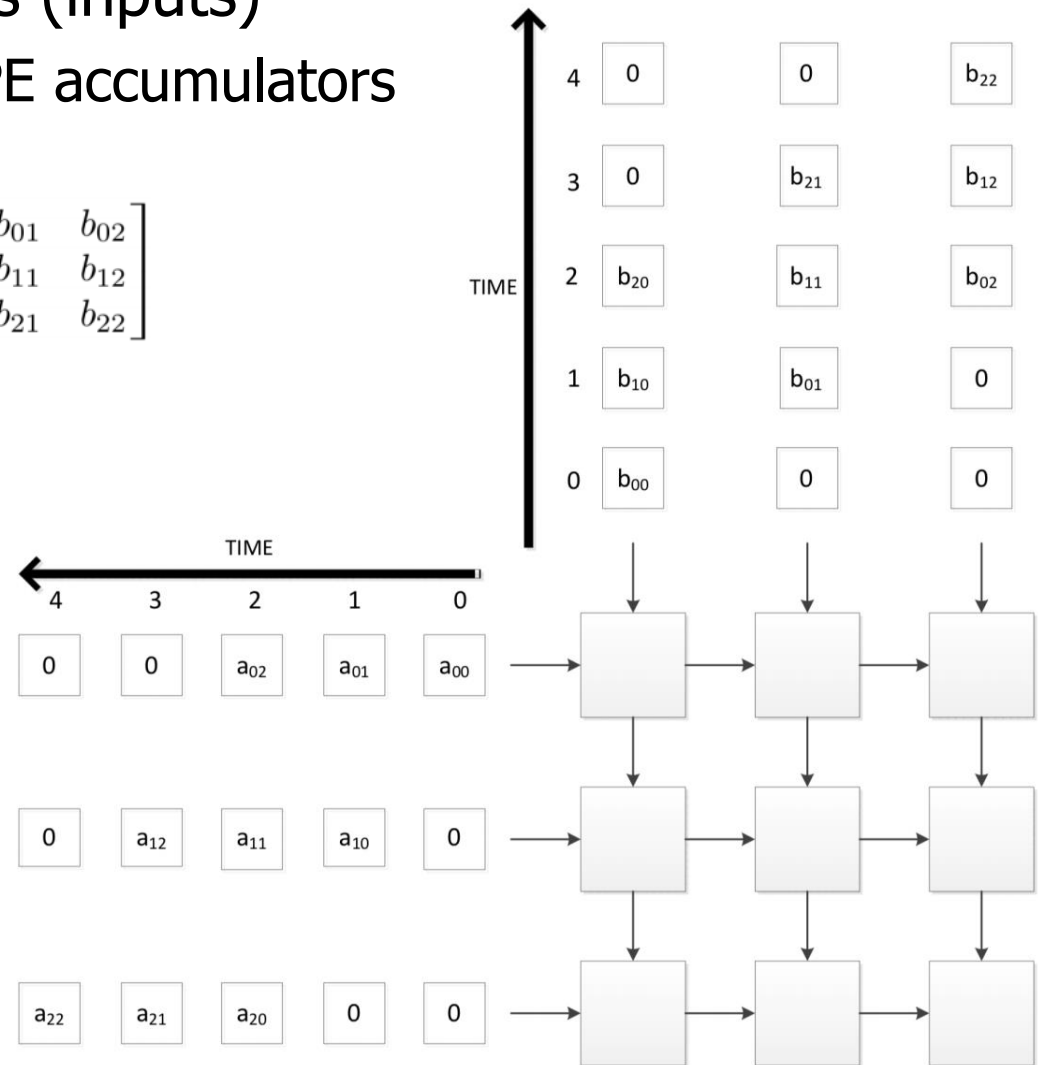 s (inputs)
PE accumulators
b₀₁ b₀₂
b₁₁ b₁₂
b₂₁ b₂₂
4 0 0 b₂₂
3 0 b₂₁ b₁₂
TIME
2 b₂₀ b₁₁ b₀₂
1 b₁₀ b₀₁ 0
0 b₀₀ 0 0
TIME
4 3 2 1 0
0 0 a₀₂ a₀₁ a₀₀
0 a₁₂ a₁₁ a₁₀ 0
a₂₂ a₂₁ a₂₀ 0 0